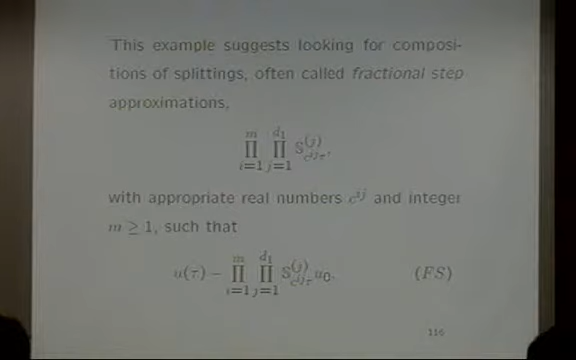 This example suggests looking for composi-
tions of splittings, often called fractional step
approximations,
∏_{i=1}^{m} ∏_{j=1}^{d_1} 𝕊^{(j)}_{c^{ij}τ},
with appropriate real numbers c^{ij} and integer
m ≥ 1, such that
u(τ) − ∏_{i=1}^{m} ∏_{j=1}^{d_1} 𝕊^{(j)}_{c^{ij}τ} u_0. (FS)
116